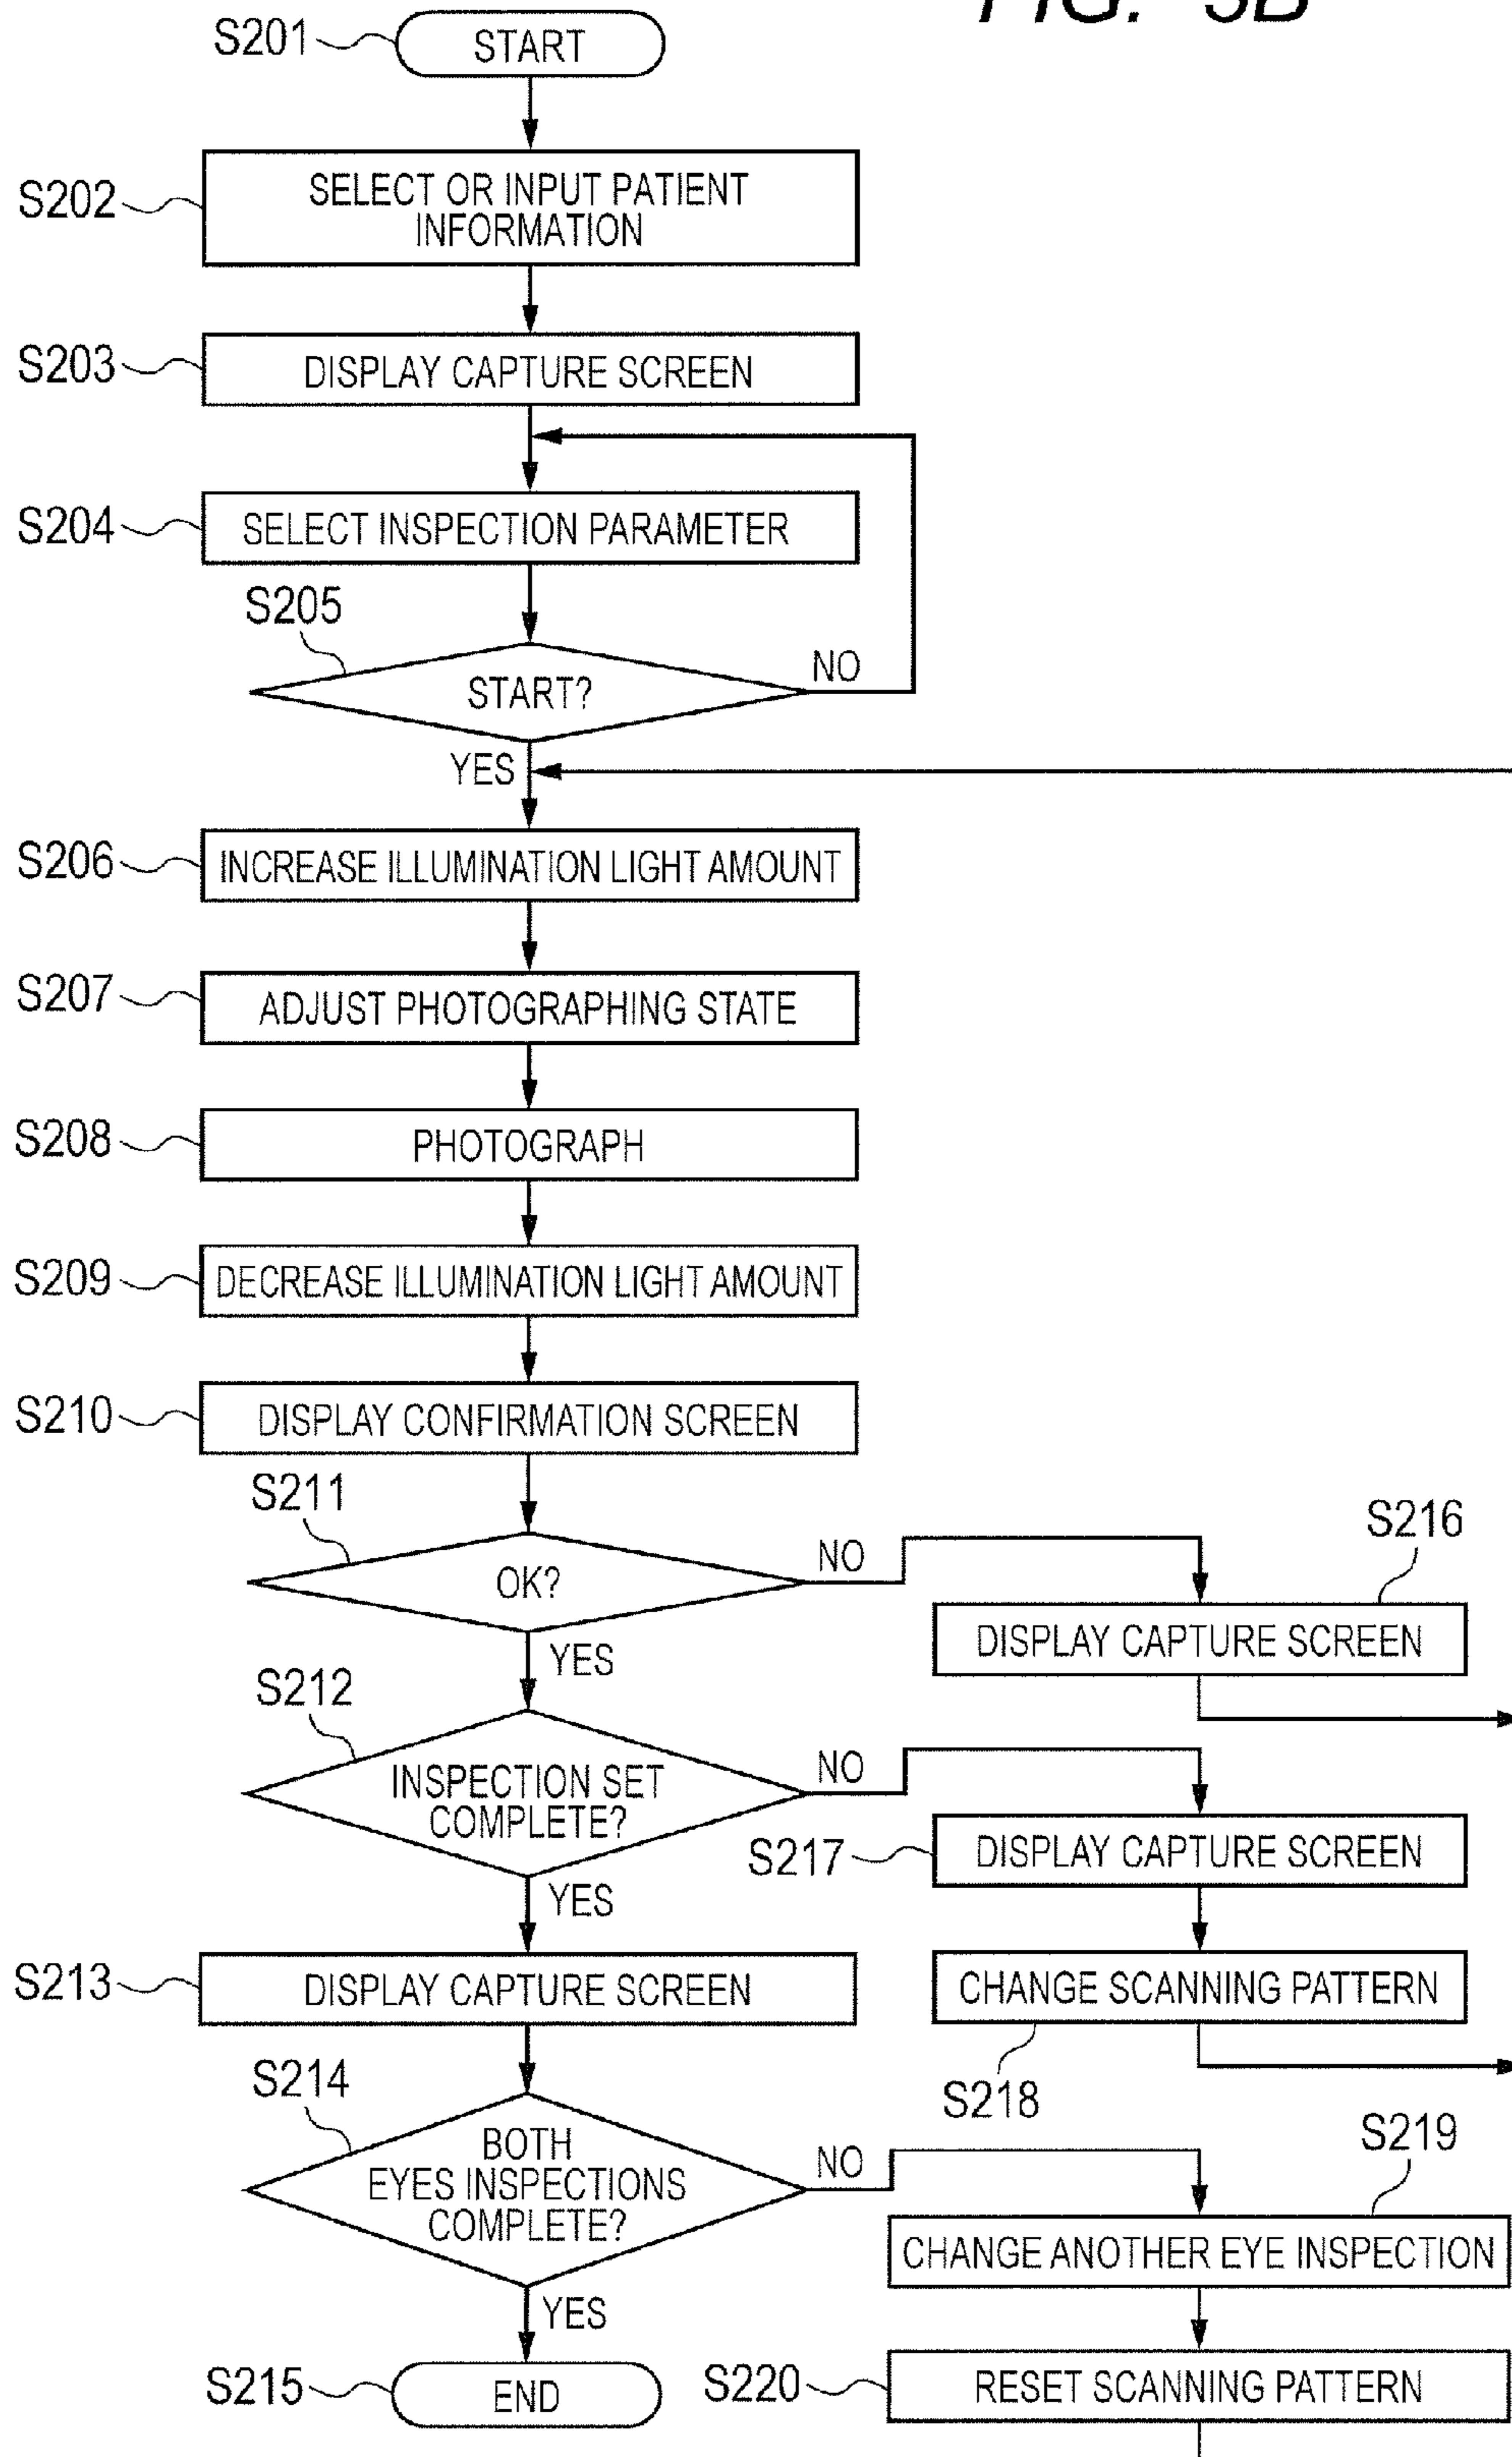 FIG. 3B
S201
START
S202
SELECT OR INPUT PATIENT
INFORMATION
S203
DISPLAY CAPTURE SCREEN
S204
SELECT INSPECTION PARAMETER
S205
START?
NO
YES
S206
INCREASE ILLUMINATION LIGHT AMOUNT
S207
ADJUST PHOTOGRAPHING STATE
S208
PHOTOGRAPH
S209
DECREASE ILLUMINATION LIGHT AMOUNT
S210
DISPLAY CONFIRMATION SCREEN
S211
OK?
NO
YES
S216
DISPLAY CAPTURE SCREEN
S212
INSPECTION SET
COMPLETE?
NO
YES
S217
DISPLAY CAPTURE SCREEN
CHANGE SCANNING PATTERN
S218
S213
DISPLAY CAPTURE SCREEN
S214
BOTH
EYES INSPECTIONS
COMPLETE?
NO
YES
S219
CHANGE ANOTHER EYE INSPECTION
S215
END
S220
RESET SCANNING PATTERN